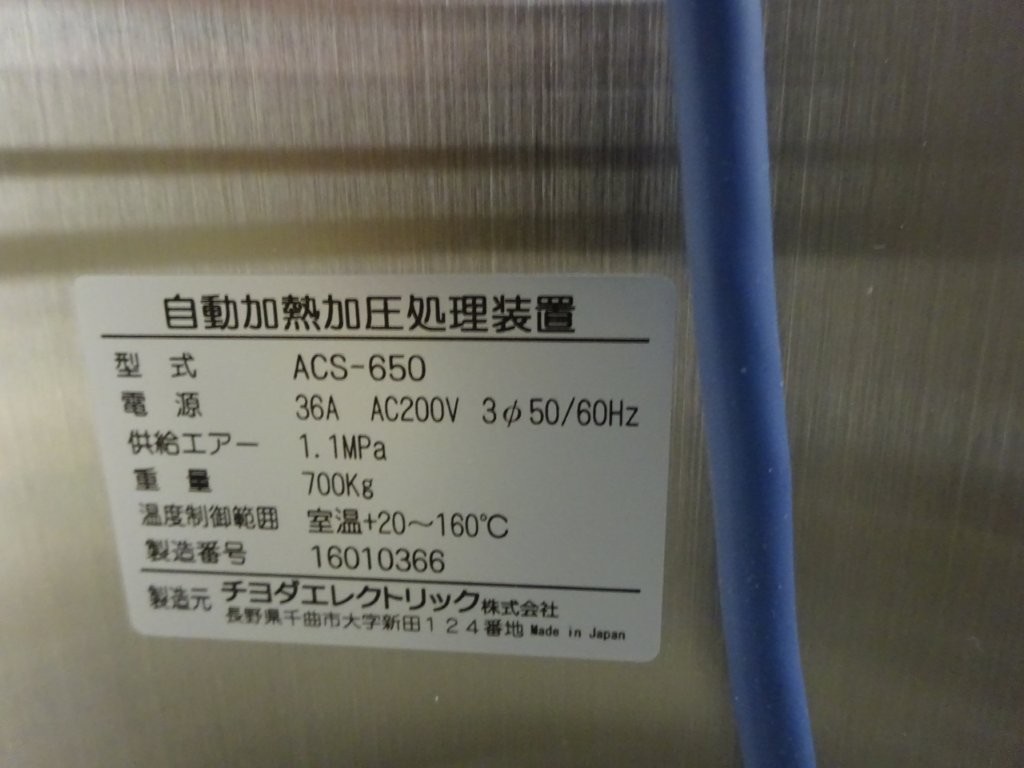 自動加熱加圧処理装置
型式 ACS-650
電源 36A AC200V 3φ50/60Hz
供給エアー 1.1MPa
重量 700Kg
温度制御範囲 室温+20～160℃
製造番号 16010366
製造元 チヨダエレクトリック株式会社
長野県千曲市大字新田124番地 Made in Japan